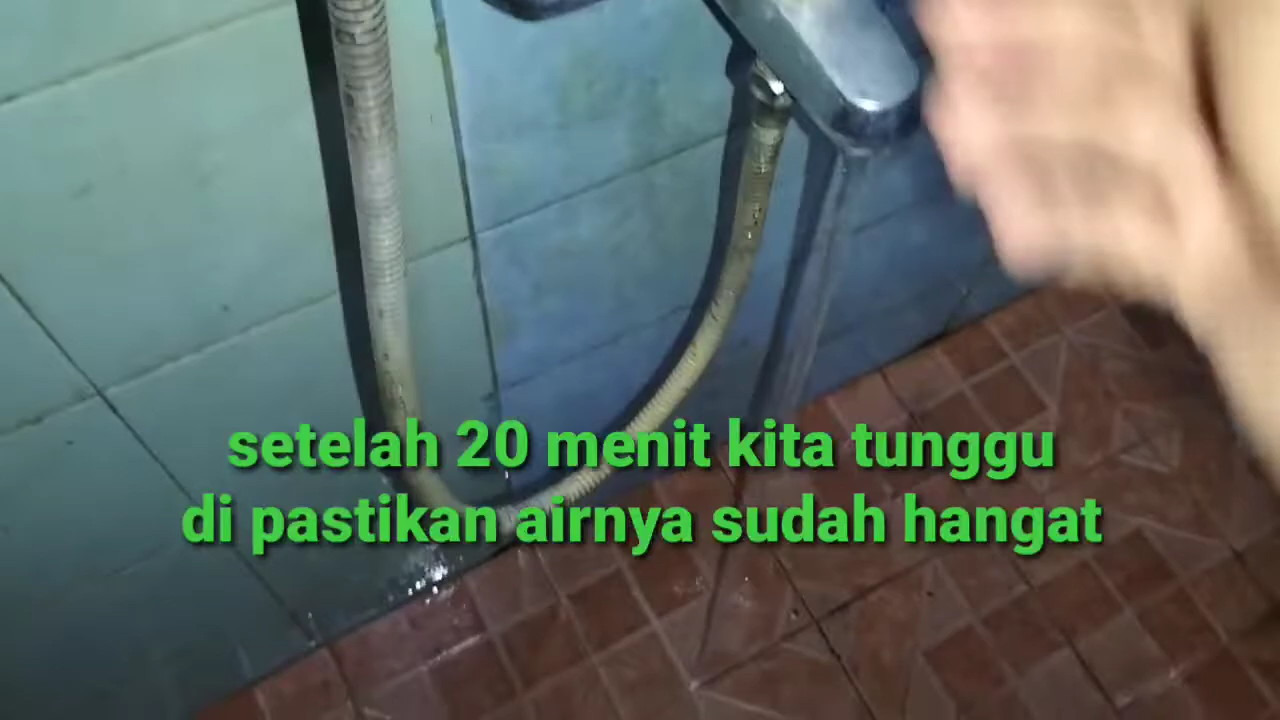 setelah 20 menit kita tunggu
di pastikan airnya sudah hangat